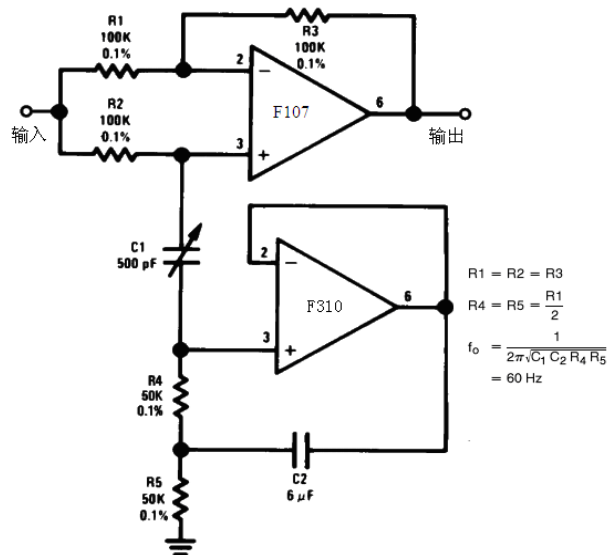 R1
100K
0.1%
R3
100K
0.1%
2
−
F107
6
输入
R2
100K
0.1%
3
+
输出
C1
500 pF
2
−
F310
6
3
+
R1 = R2 = R3
R4 = R5 = R1/2
f₀ = 1/(2π√(C₁ C₂ R₄ R₅))
= 60 Hz
R4
50K
0.1%
C2
6 μF
R5
50K
0.1%